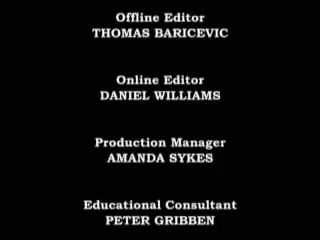 Offline Editor
THOMAS BARICEVIC
Online Editor
DANIEL WILLIAMS
Production Manager
AMANDA SYKES
Educational Consultant
PETER GRIBBEN